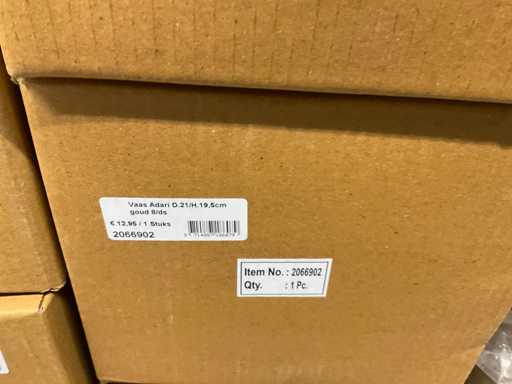 Vaas Adari D.21/H.19,5cm
goud 8/ds
€ 12,95 / 1 Stuks
2066902
Item No. : 2066902
Qty. : 1 Pc.